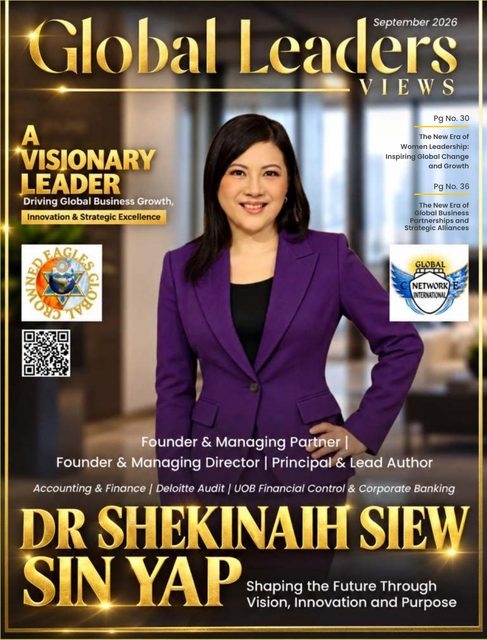 September 2026
Global Leaders
VIEWS
Pg No. 30
The New Era of
Women Leadership:
Inspiring Global Change
and Growth
Pg No. 36
The New Era of
Global Business
Partnerships and
Strategic Alliances
A
VISIONARY
LEADER
Driving Global Business Growth,
Innovation & Strategic Excellence
CROWNED EAGLES GLOBAL
GLOBAL
C NETWORK E
INTERNATIONAL
Founder & Managing Partner |
Founder & Managing Director | Principal & Lead Author
Accounting & Finance | Deloitte Audit | UOB Financial Control & Corporate Banking
DR SHEKINAIH SIEW
SIN YAP
Shaping the Future Through
Vision, Innovation and Purpose